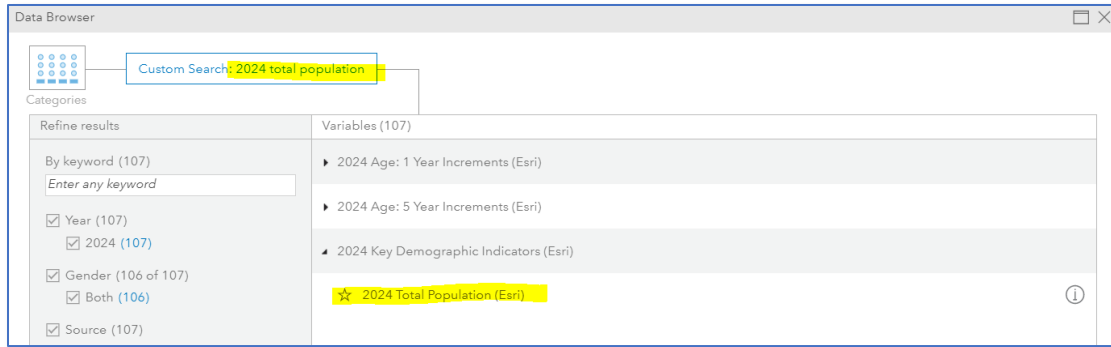 Data Browser
Custom Search: 2024 total population
Categories
Refine results
By keyword (107)
Enter any keyword
Year (107)
2024 (107)
Gender (106 of 107)
Both (106)
Source (107)
Variables (107)
2024 Age: 1 Year Increments (Esri)
2024 Age: 5 Year Increments (Esri)
2024 Key Demographic Indicators (Esri)
2024 Total Population (Esri)